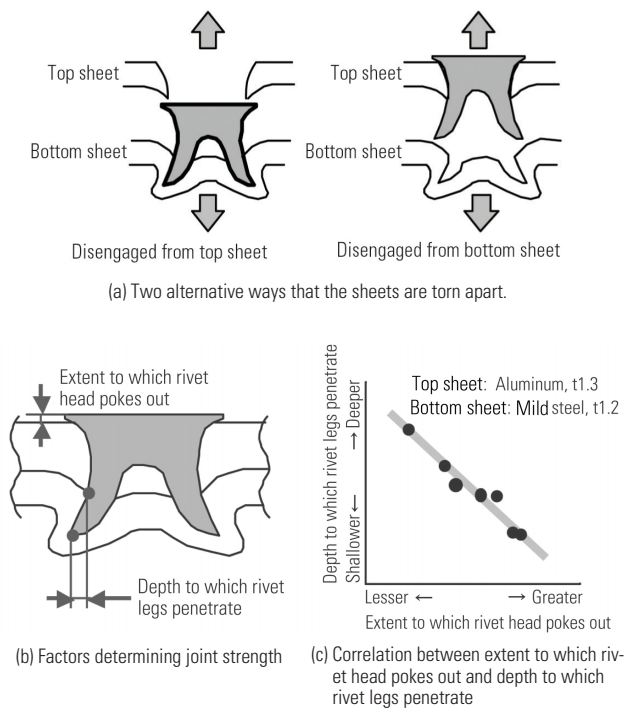 Top sheet
Bottom sheet
Disengaged from top sheet
Top sheet
Bottom sheet
Disengaged from bottom sheet
(a) Two alternative ways that the sheets are torn apart.
Extent to which rivet
head pokes out
Depth to which rivet
legs penetrate
(b) Factors determining joint strength
Depth to which rivet legs penetrate
Shallower ← → Deeper
Top sheet: Aluminum, t1.3
Bottom sheet: Mild steel, t1.2
Lesser ← → Greater
Extent to which rivet head pokes out
(c) Correlation between extent to which riv-
et head pokes out and depth to which
rivet legs penetrate